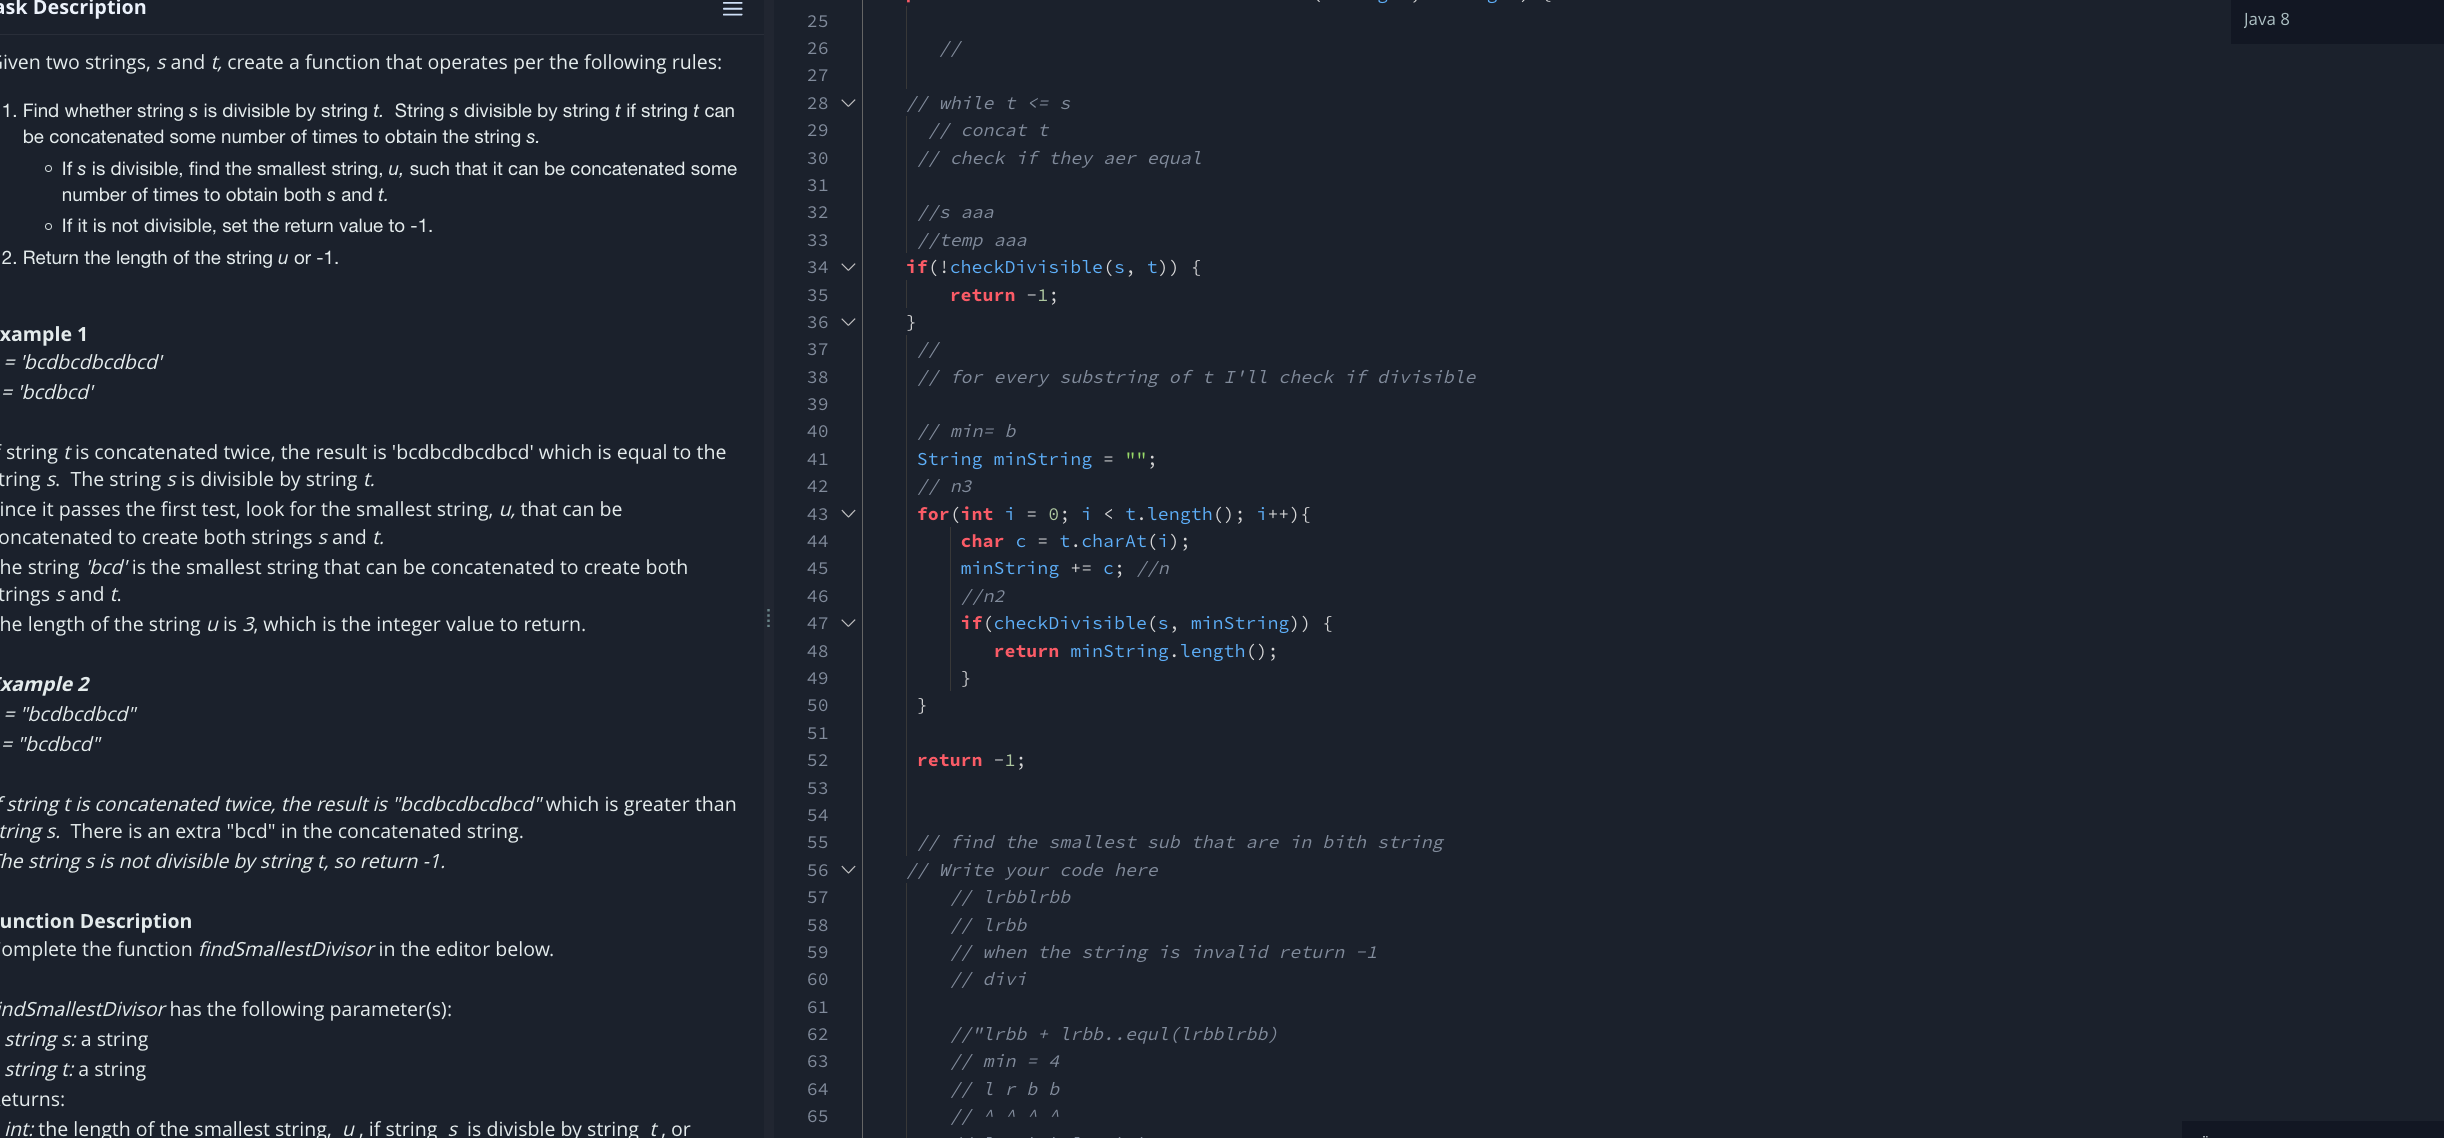 ask Description
iven two strings, s and t, create a function that operates per the following rules:
1. Find whether string s is divisible by string t. String s divisible by string t if string t can
be concatenated some number of times to obtain the string s.
◦ If s is divisible, find the smallest string, u, such that it can be concatenated some
number of times to obtain both s and t.
◦ If it is not divisible, set the return value to -1.
2. Return the length of the string u or -1.
xample 1
= 'bcdbcdbcdbcd'
= 'bcdbcd'
f string t is concatenated twice, the result is 'bcdbcdbcdbcd' which is equal to the
tring s. The string s is divisible by string t.
ince it passes the first test, look for the smallest string, u, that can be
oncatenated to create both strings s and t.
he string 'bcd' is the smallest string that can be concatenated to create both
trings s and t.
he length of the string u is 3, which is the integer value to return.
xample 2
= "bcdbcdbcd"
= "bcdbcd"
f string t is concatenated twice, the result is "bcdbcdbcdbcd" which is greater than
tring s. There is an extra "bcd" in the concatenated string.
The string s is not divisible by string t, so return -1.
unction Description
omplete the function findSmallestDivisor in the editor below.
indSmallestDivisor has the following parameter(s):
string s: a string
string t: a string
eturns:
int: the length of the smallest string, u, if string s is divisble by string t, or
25
26 //
27
28 // while t <= s
29 // concat t
30 // check if they aer equal
31
32 //s aaa
33 //temp aaa
34 if(!checkDivisible(s, t)) {
35 return -1;
36 }
37 //
38 // for every substring of t I'll check if divisible
39
40 // min= b
41 String minString = "";
42 // n3
43 for(int i = 0; i < t.length(); i++){
44 char c = t.charAt(i);
45 minString += c; //n
46 //n2
47 if(checkDivisible(s, minString)) {
48 return minString.length();
49 }
50 }
51
52 return -1;
53
54
55 // find the smallest sub that are in bith string
56 // Write your code here
57 // lrbblrbb
58 // lrbb
59 // when the string is invalid return -1
60 // divi
61
62 //"lrbb + lrbb..equl(lrbblrbb)
63 // min = 4
64 // l r b b
65 // ^ ^ ^ ^
Java 8